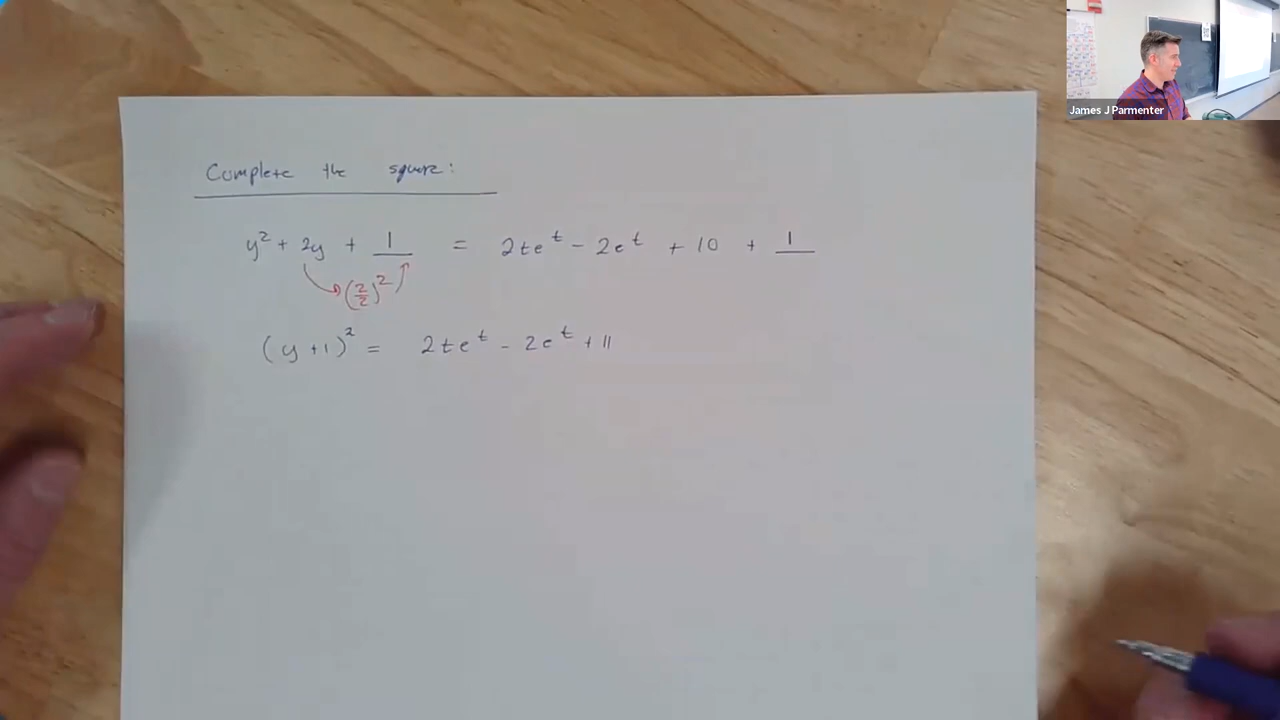 Complete the square:
y² + 2y + 1 = 2te^t - 2e^t + 10 + 1
(2/2)²
(y + 1)² = 2te^t - 2e^t + 11
James J Parmenter